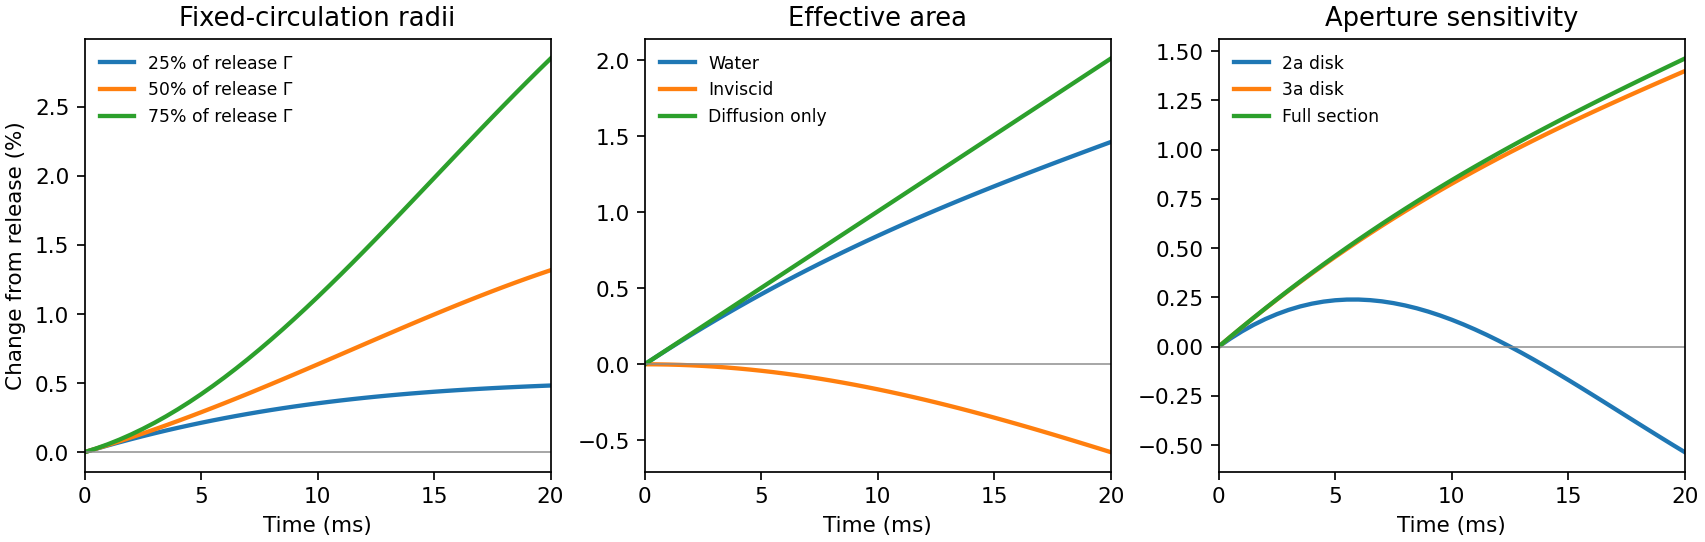 Fixed-circulation radii
Change from release (%)
2.5
2.0
1.5
1.0
0.5
0.0
25% of release Γ
50% of release Γ
75% of release Γ
0 5 10 15 20
Time (ms)
Effective area
2.0
1.5
1.0
0.5
0.0
−0.5
Water
Inviscid
Diffusion only
0 5 10 15 20
Time (ms)
Aperture sensitivity
1.50
1.25
1.00
0.75
0.50
0.25
0.00
−0.25
−0.50
2a disk
3a disk
Full section
0 5 10 15 20
Time (ms)